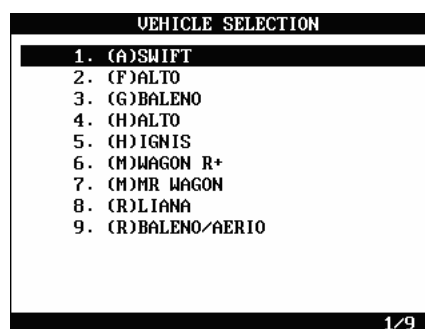 VEHICLE SELECTION
1. (A)SWIFT
2. (F)ALTO
3. (G)BALENO
4. (H)ALTO
5. (H)IGNIS
6. (M)WAGON R+
7. (M)MR WAGON
8. (R)LIANA
9. (R)BALENO/AERIO
1/9